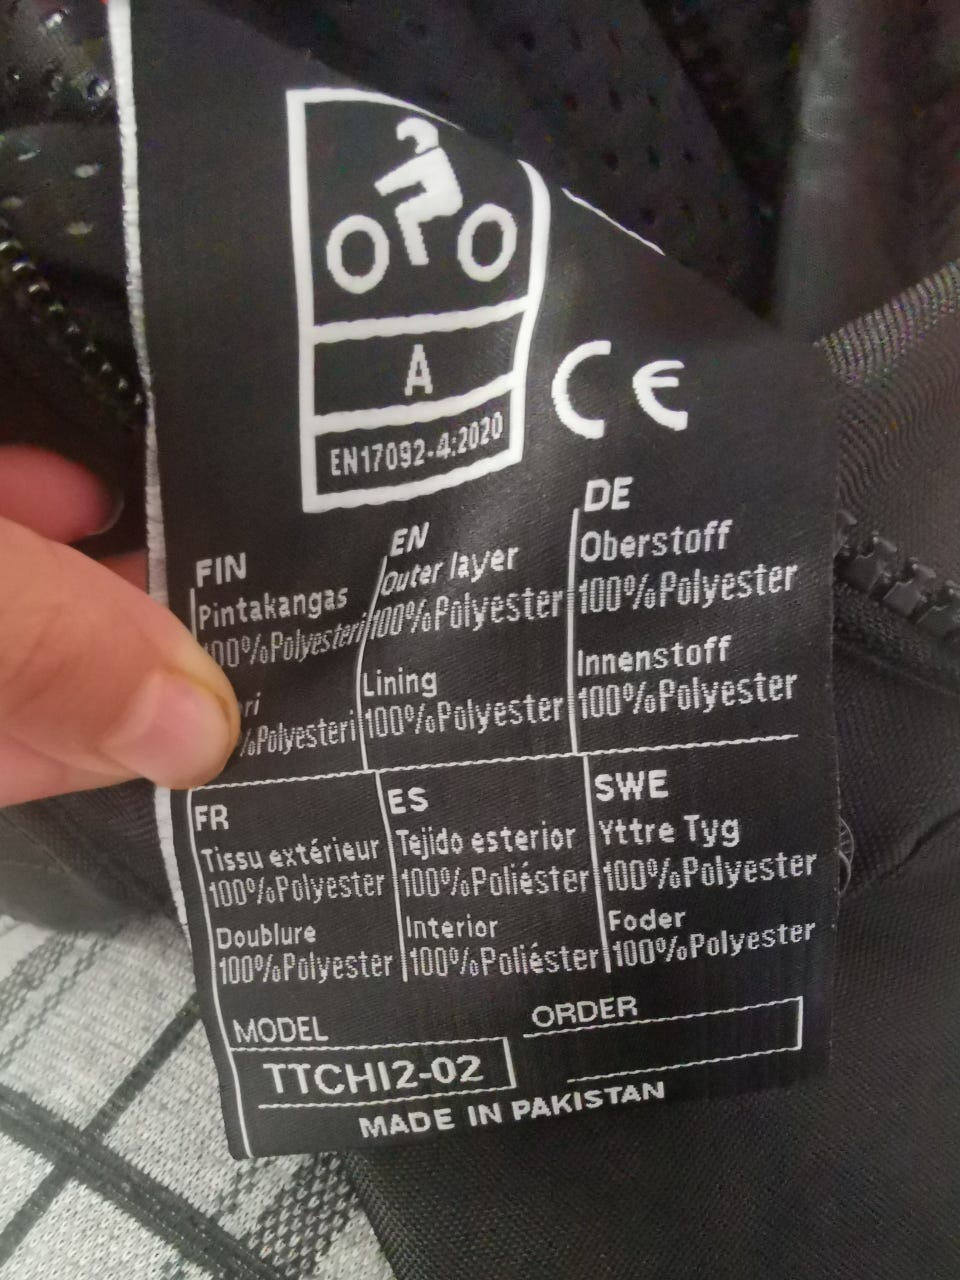 A
EN17092-4:2020
CE
FIN
Pintakangas
100%Polyesteri
%Polyesteri
EN
Outer layer
100%Polyester
Lining
100%Polyester
DE
Oberstoff
100%Polyester
Innenstoff
100%Polyester
FR
Tissu extérieur
100%Polyester
Doublure
100%Polyester
ES
Tejido esterior
100%Poliéster
Interior
100%Poliéster
SWE
Yttre Tyg
100%Polyester
Foder
100%Polyester
MODEL
TTCHI2-02
ORDER
MADE IN PAKISTAN